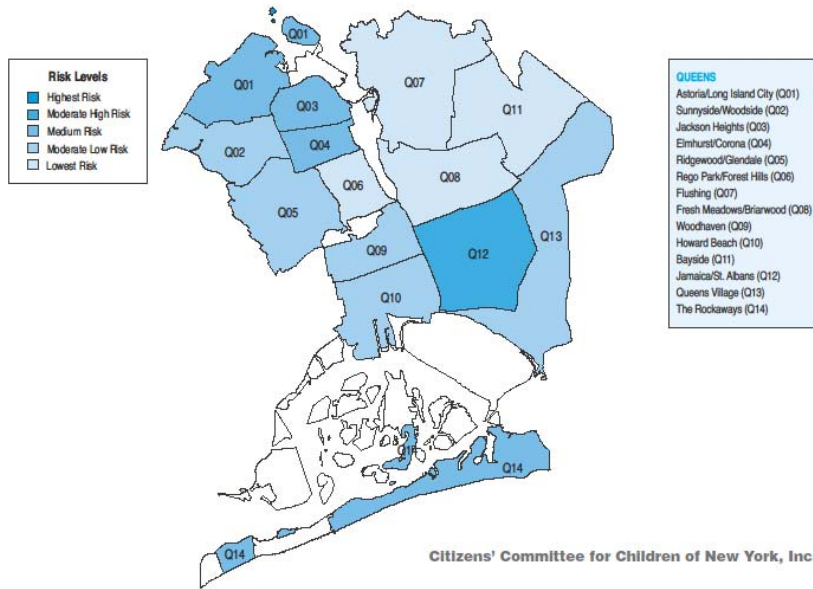 Risk Levels
Highest Risk
Moderate High Risk
Medium Risk
Moderate Low Risk
Lowest Risk
Q01
Q01
Q03
Q04
Q02
Q05
Q06
Q07
Q11
Q08
Q09
Q10
Q12
Q13
Q14
Q14
Q14
QUEENS
Astoria/Long Island City (Q01)
Sunnyside/Woodside (Q02)
Jackson Heights (Q03)
Elmhurst/Corona (Q04)
Ridgewood/Glendale (Q05)
Rego Park/Forest Hills (Q06)
Flushing (Q07)
Fresh Meadows/Briarwood (Q08)
Woodhaven (Q09)
Howard Beach (Q10)
Bayside (Q11)
Jamaica/St. Albans (Q12)
Queens Village (Q13)
The Rockaways (Q14)
Citizens' Committee for Children of New York, Inc